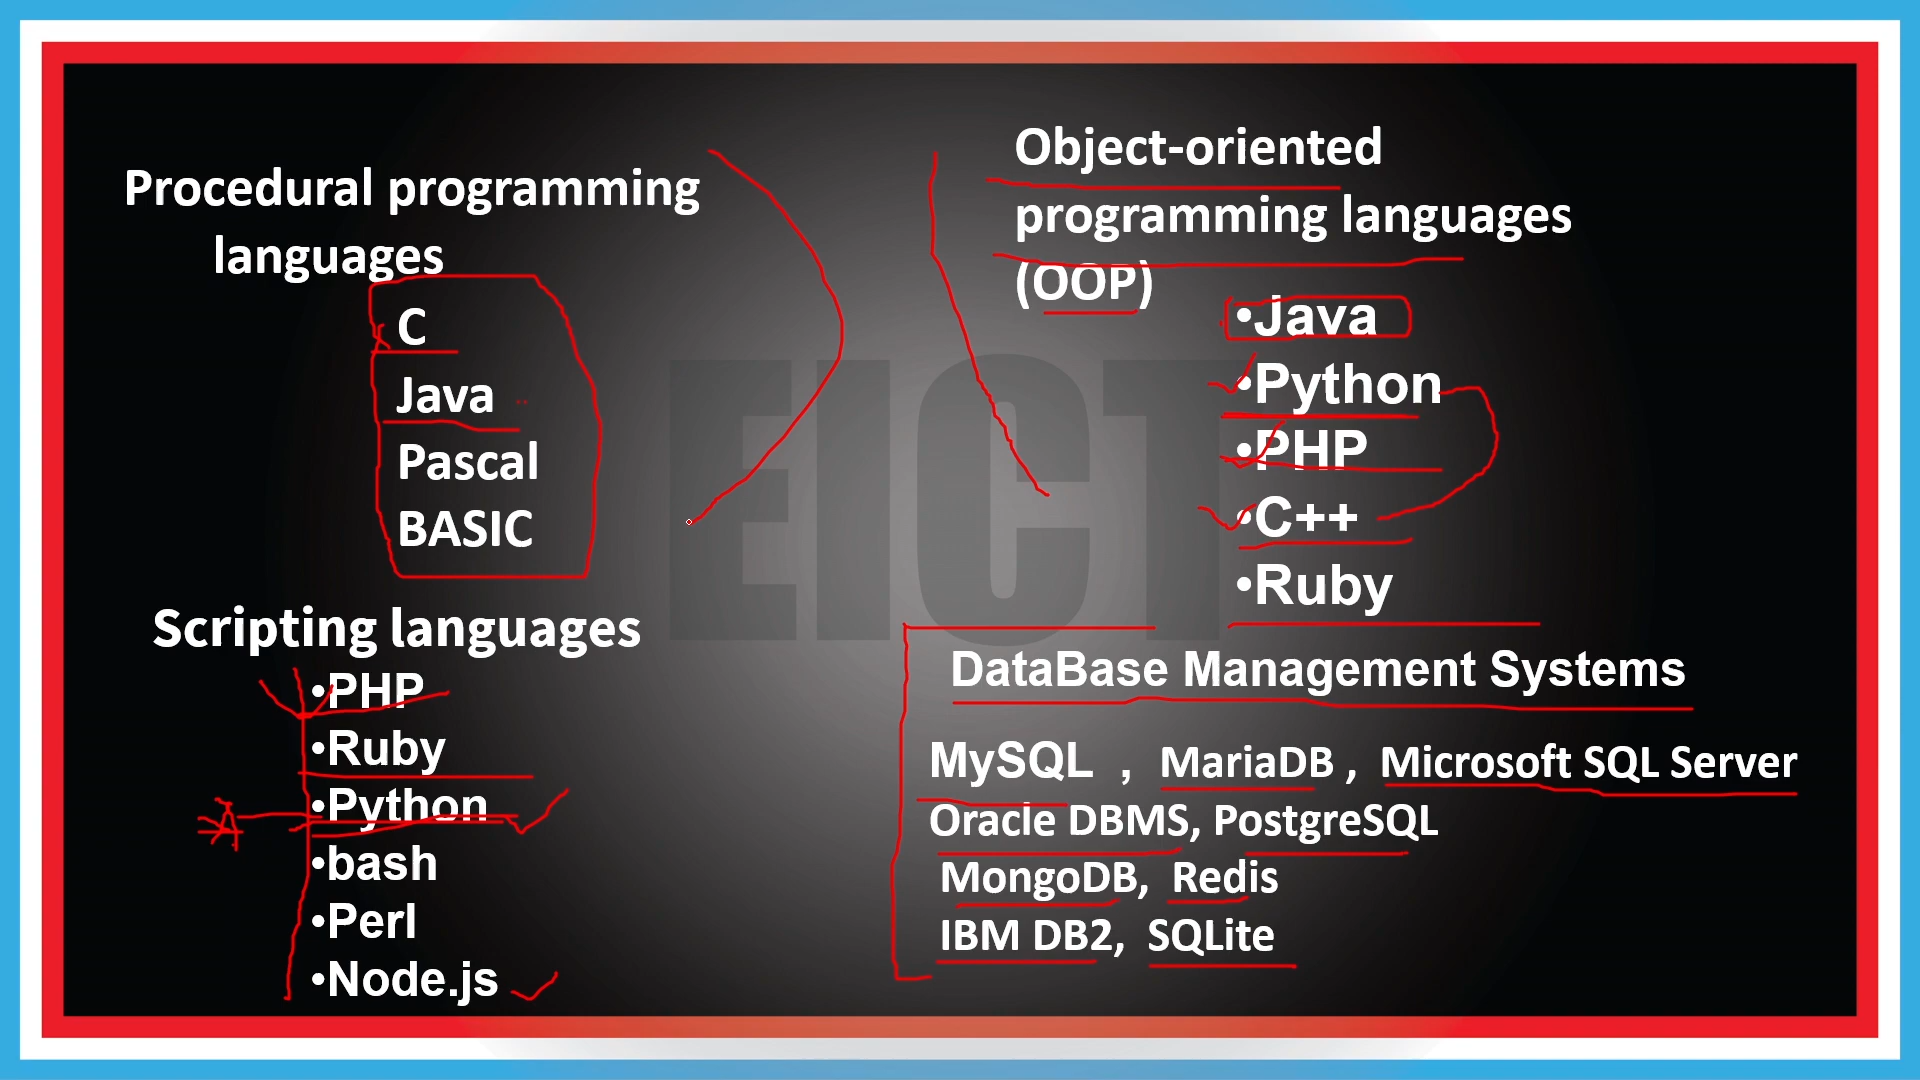 Procedural programming
languages
C
Java
Pascal
BASIC
Scripting languages
•PHP
•Ruby
•Python
•bash
•Perl
•Node.js
Object-oriented
programming languages
(OOP)
•Java
•Python
•PHP
•C++
•Ruby
DataBase Management Systems
MySQL , MariaDB , Microsoft SQL Server
Oracle DBMS, PostgreSQL
MongoDB, Redis
IBM DB2, SQLite
EICT